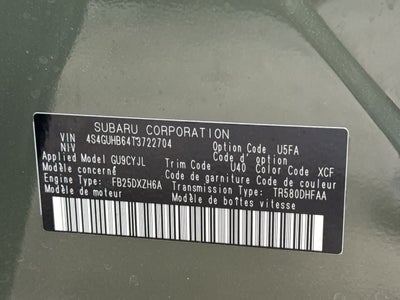 SUBARU CORPORATION
VIN 4S4GUHB64T3722704 Option Code U5FA
NIV Code d'option
Model Applied GU9CYJL Trim Code U40 Color Code XCF
Modèle concerné Code de garnissage Code de couleur
Engine Type FB25DXZH6A Transmission Type TR580DHFAA
Modèle de moteur Modèle de boîtes vitesse